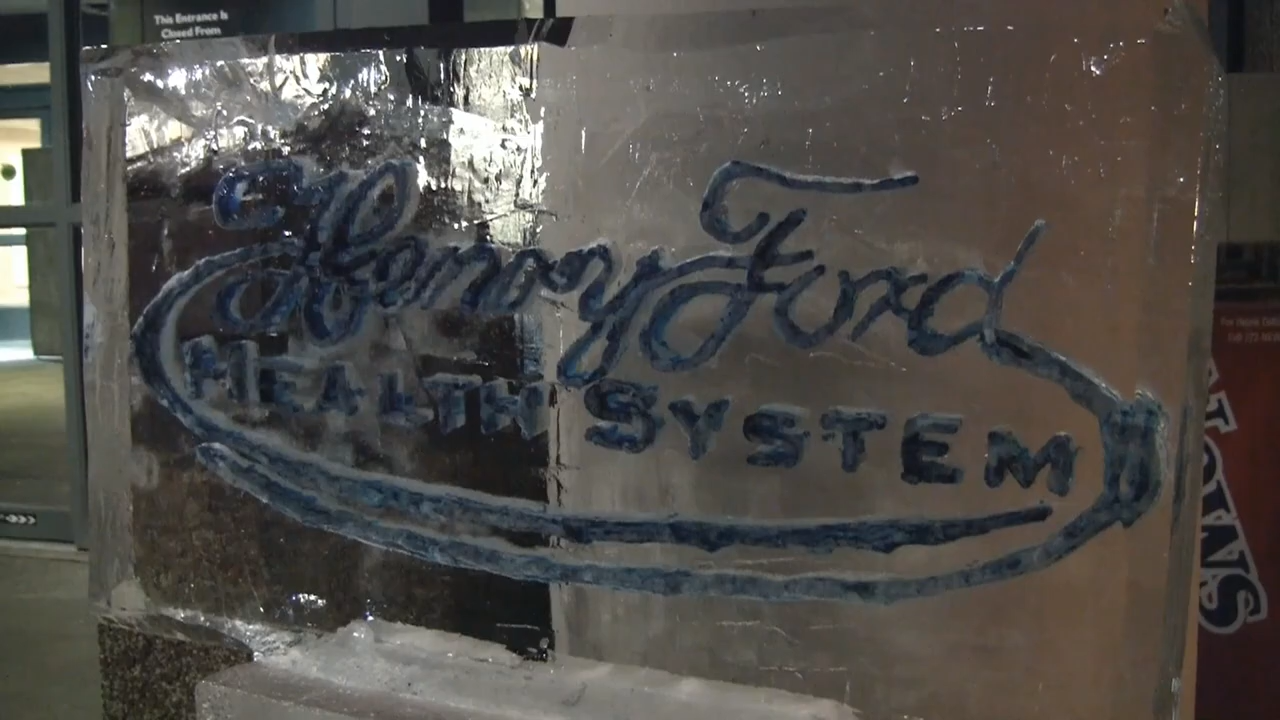 This Entrance Is
Closed From
Henry Ford
HEALTH SYSTEM